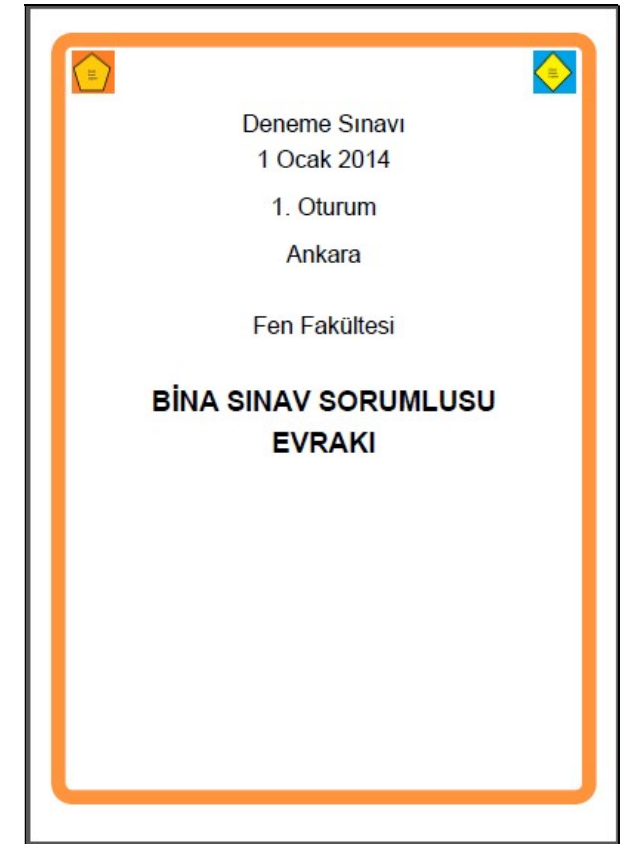 Deneme Sınavı
1 Ocak 2014
1. Oturum
Ankara
Fen Fakültesi
BİNA SINAV SORUMLUSU
EVRAKI